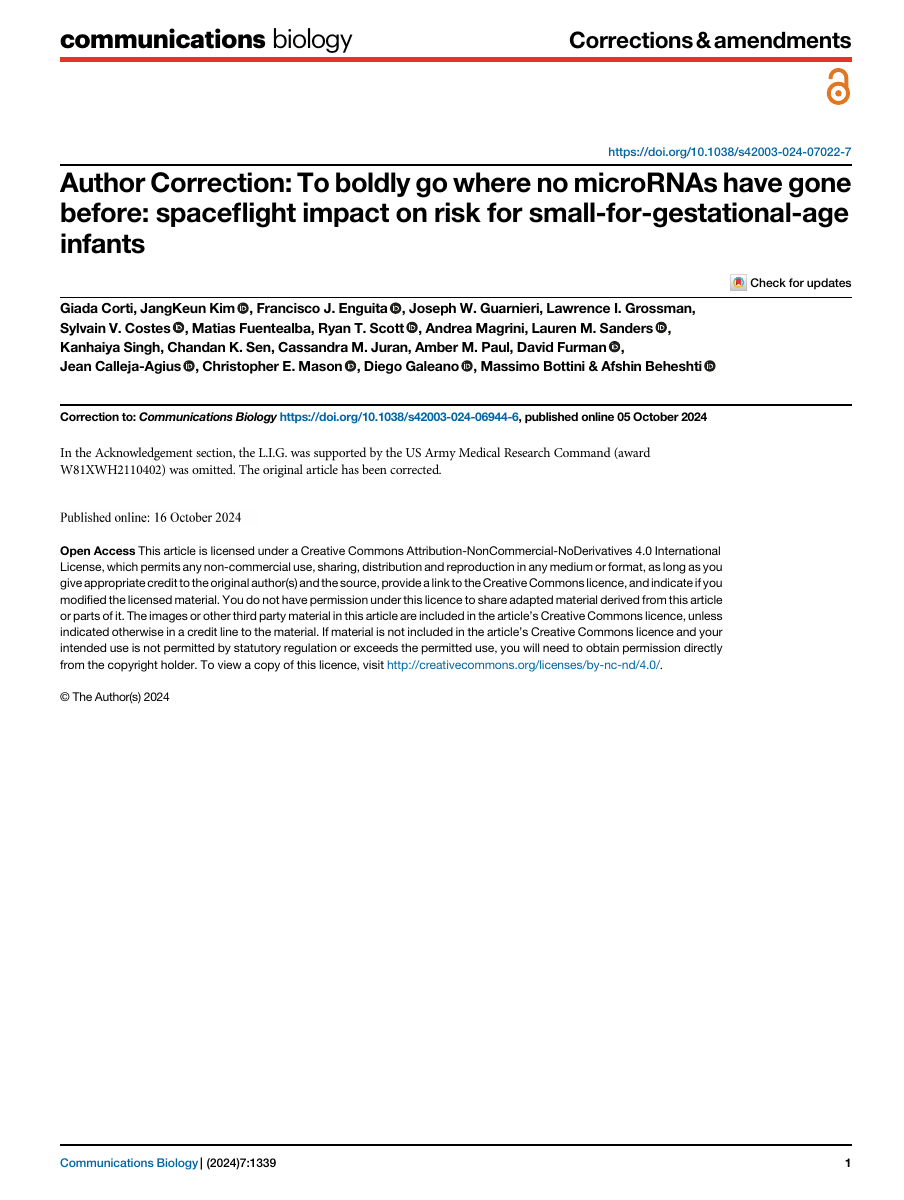 communications biology
Corrections & amendments
https://doi.org/10.1038/s42003-024-07022-7
Author Correction: To boldly go where no microRNAs have gone
before: spaceflight impact on risk for small-for-gestational-age
infants
Check for updates
Giada Corti, JangKeun Kim, Francisco J. Enguita, Joseph W. Guarnieri, Lawrence I. Grossman,
Sylvain V. Costes, Matias Fuentealba, Ryan T. Scott, Andrea Magrini, Lauren M. Sanders,
Kanhaiya Singh, Chandan K. Sen, Cassandra M. Juran, Amber M. Paul, David Furman,
Jean Calleja-Agius, Christopher E. Mason, Diego Galeano, Massimo Bottini & Afshin Beheshti
Correction to: Communications Biology https://doi.org/10.1038/s42003-024-06944-6, published online 05 October 2024
In the Acknowledgement section, the L.I.G. was supported by the US Army Medical Research Command (award
W81XWH2110402) was omitted. The original article has been corrected.
Published online: 16 October 2024
Open Access This article is licensed under a Creative Commons Attribution-NonCommercial-NoDerivatives 4.0 International
License, which permits any non-commercial use, sharing, distribution and reproduction in any medium or format, as long as you
give appropriate credit to the original author(s) and the source, provide a link to the Creative Commons licence, and indicate if you
modified the licensed material. You do not have permission under this licence to share adapted material derived from this article
or parts of it. The images or other third party material in this article are included in the article's Creative Commons licence, unless
indicated otherwise in a credit line to the material. If material is not included in the article's Creative Commons licence and your
intended use is not permitted by statutory regulation or exceeds the permitted use, you will need to obtain permission directly
from the copyright holder. To view a copy of this licence, visit http://creativecommons.org/licenses/by-nc-nd/4.0/.
© The Author(s) 2024
Communications Biology | (2024)7:1339
1